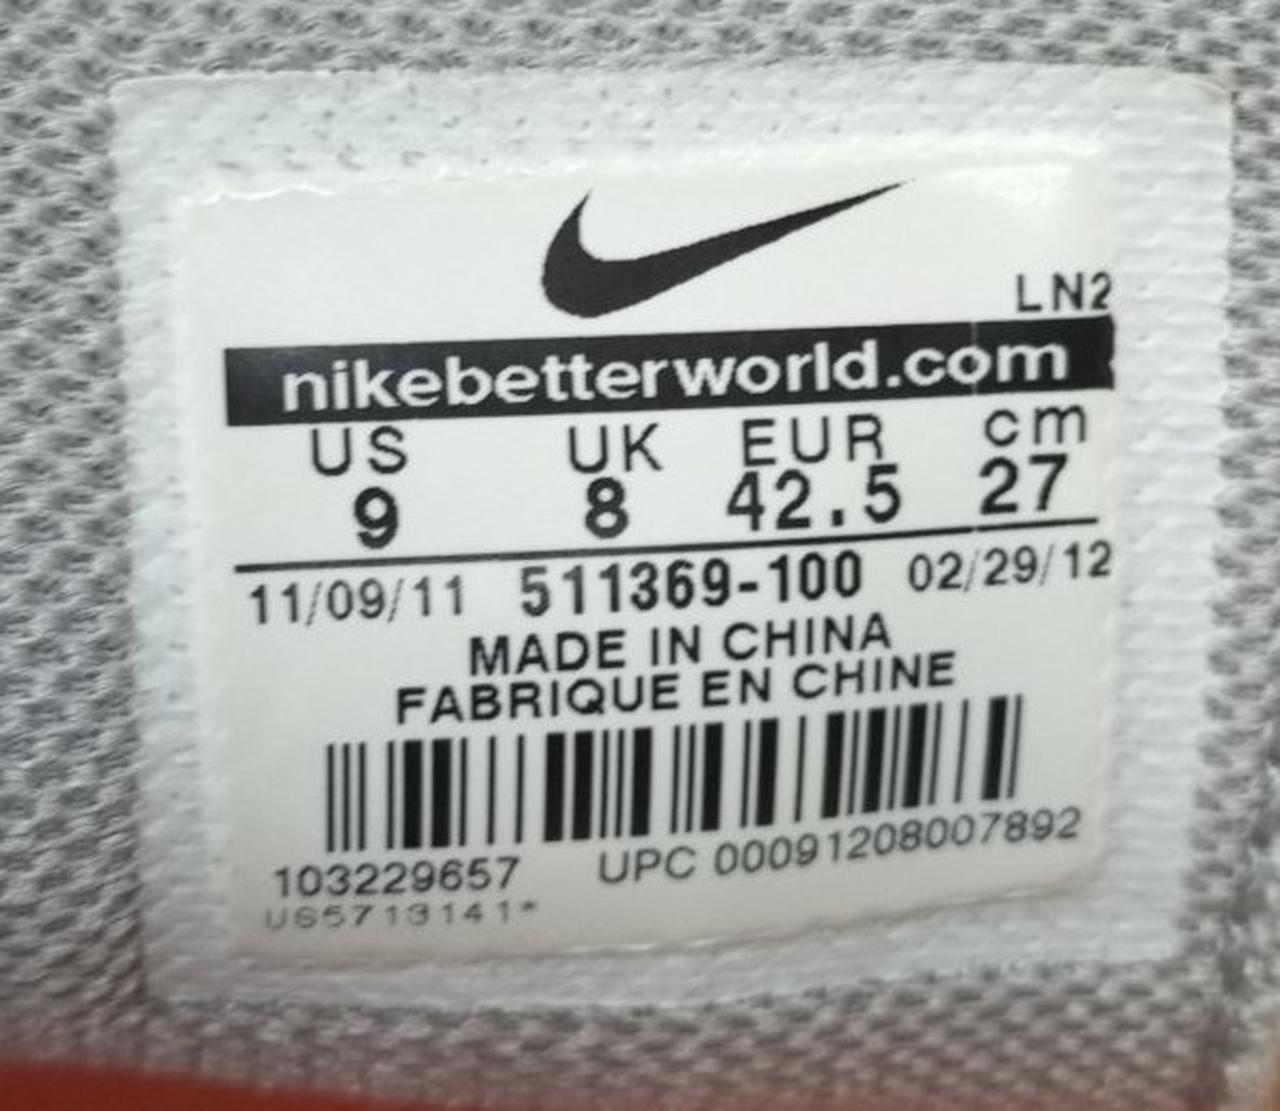 LN2
nikebetterworld.com
US UK EUR cm
9 8 42.5 27
11/09/11 511369-100 02/29/12
MADE IN CHINA
FABRIQUE EN CHINE
103229657 UPC 00091208007892
US5713141*